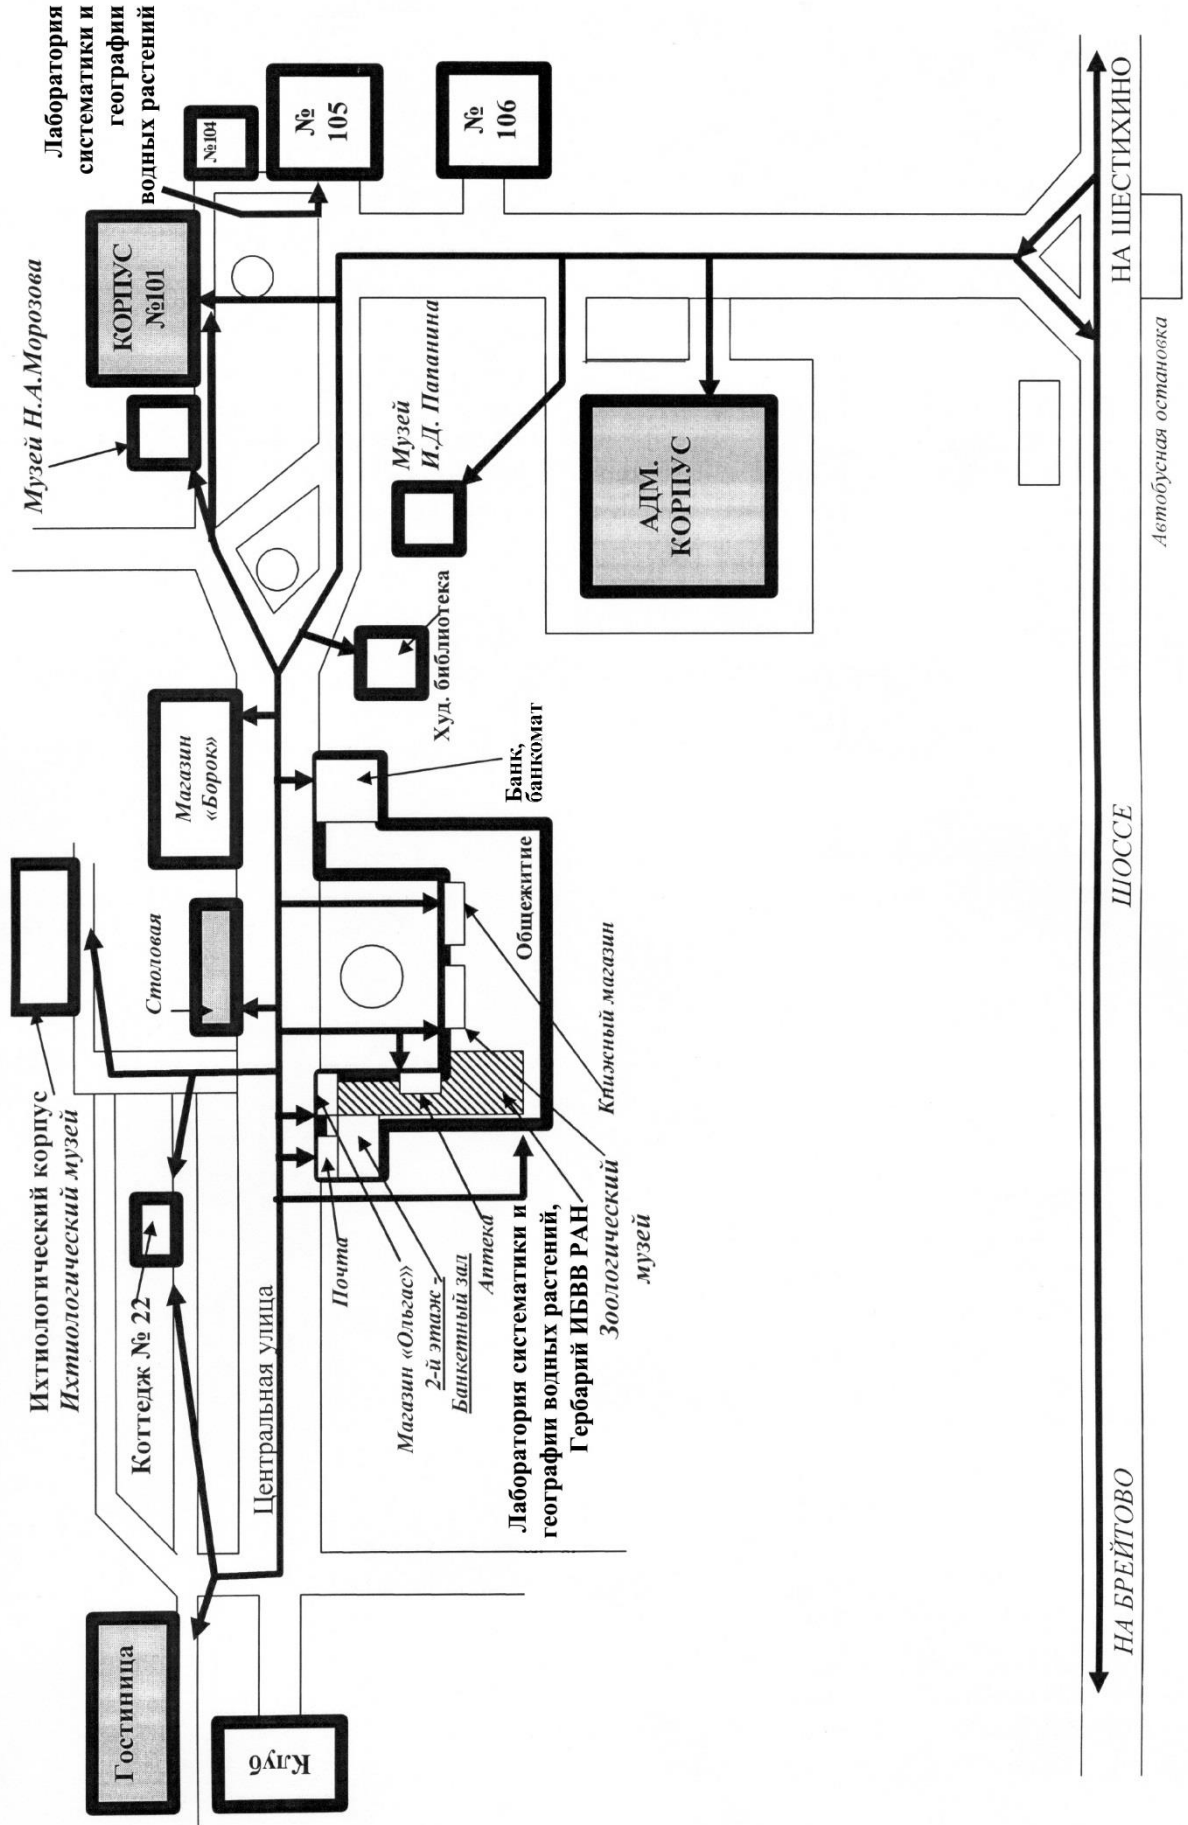 Лаборатория
систематики и
географии
водных растений
№104
№
105
№
106
КОРПУС
№101
Музей Н.А.Морозова
Музей
И.Д. Папанина
АДМ.
КОРПУС
НА ШЕСТИХИНО
Автобусная остановка
Худ. библиотека
Магазин
«Борок»
Банк,
банкомат
Столовая
Общежитие
Книжный магазин
Ихтиологический корпус
Ихтиологический музей
Коттедж № 22
Центральная улица
Почта
Магазин «Ольгас»
2-й этаж -
Банкетный зал
Аптека
Лаборатория систематики и
географии водных растений,
Гербарий ИБВВ РАН
Зоологический
музей
ШОССЕ
НА БРЕЙТОВО
Гостиница
Клуб